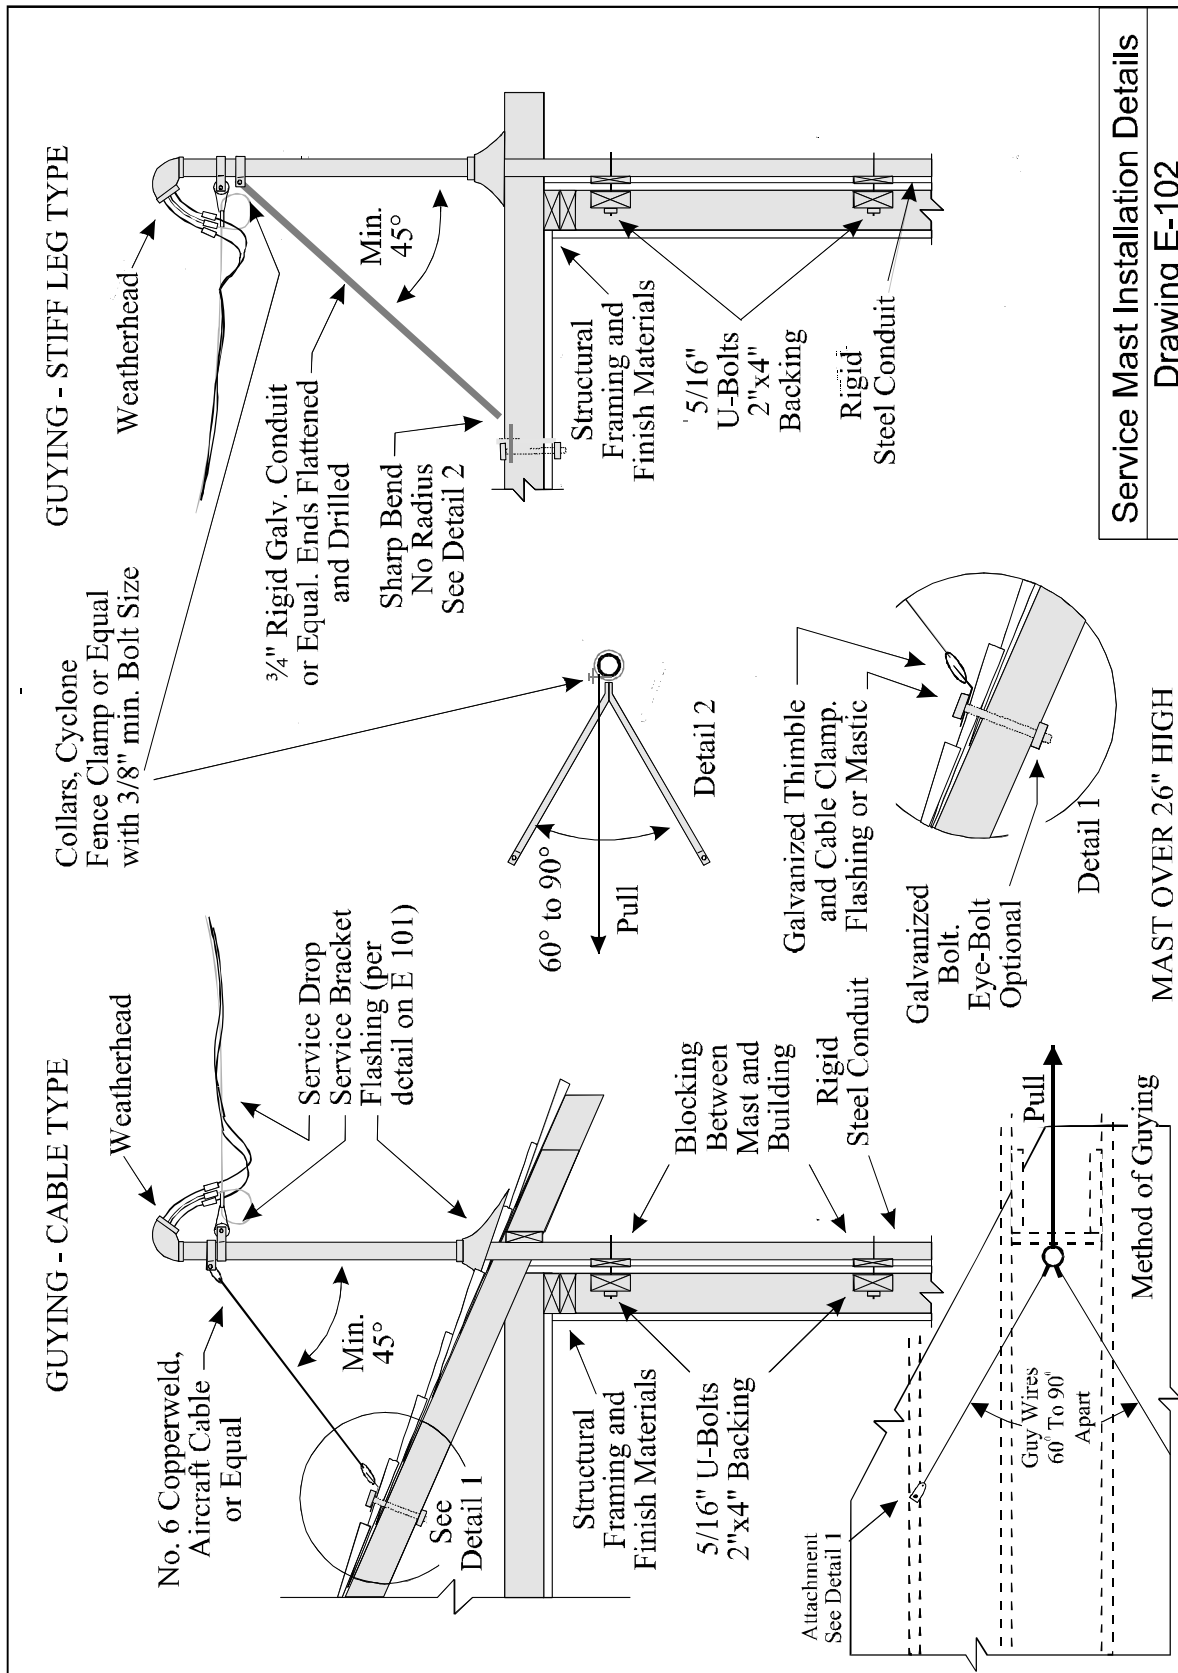 GUYING - CABLE TYPE
Weatherhead
No. 6 Copperweld,
Aircraft Cable
or Equal
Min.
45°
See
Detail 1
Service Drop
Service Bracket
Flashing (per
detail on E 101)
Structural
Framing and
Finish Materials
5/16" U-Bolts
2"x4" Backing
Blocking
Between
Mast and
Building
Rigid
Steel Conduit
Attachment
See Detail 1
Guy Wires
60° To 90°
Apart
Pull
Method of Guying
Collars, Cyclone
Fence Clamp or Equal
with 3/8" min. Bolt Size
60° to 90°
Pull
Detail 2
Galvanized Thimble
and Cable Clamp.
Flashing or Mastic
Galvanized
Bolt.
Eye-Bolt
Optional
Detail 1
MAST OVER 26" HIGH
GUYING - STIFF LEG TYPE
Weatherhead
¾" Rigid Galv. Conduit
or Equal. Ends Flattened
and Drilled
Min.
45°
Sharp Bend
No Radius
See Detail 2
Structural
Framing and
Finish Materials
5/16"
U-Bolts
2"x4"
Backing
Rigid
Steel Conduit
Service Mast Installation Details
Drawing E-102